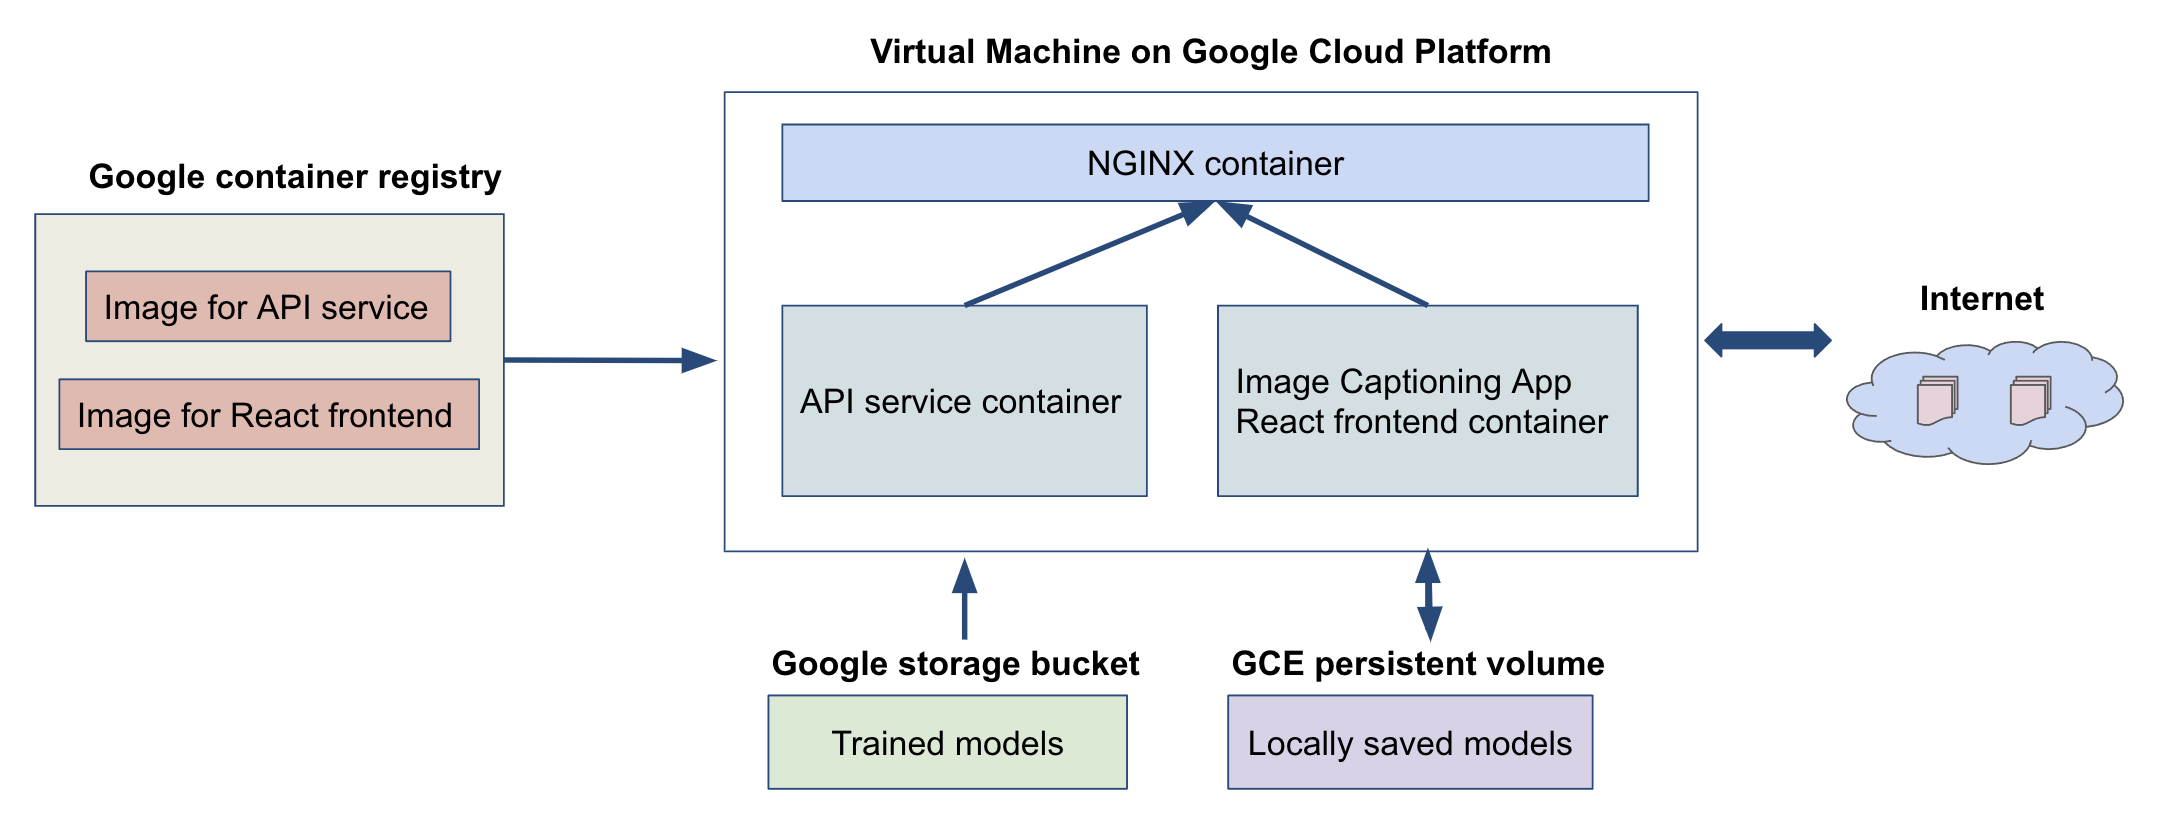 Virtual Machine on Google Cloud Platform
NGINX container
Google container registry
Image for API service
Image for React frontend
API service container
Image Captioning App
React frontend container
Internet
Google storage bucket
Trained models
GCE persistent volume
Locally saved models